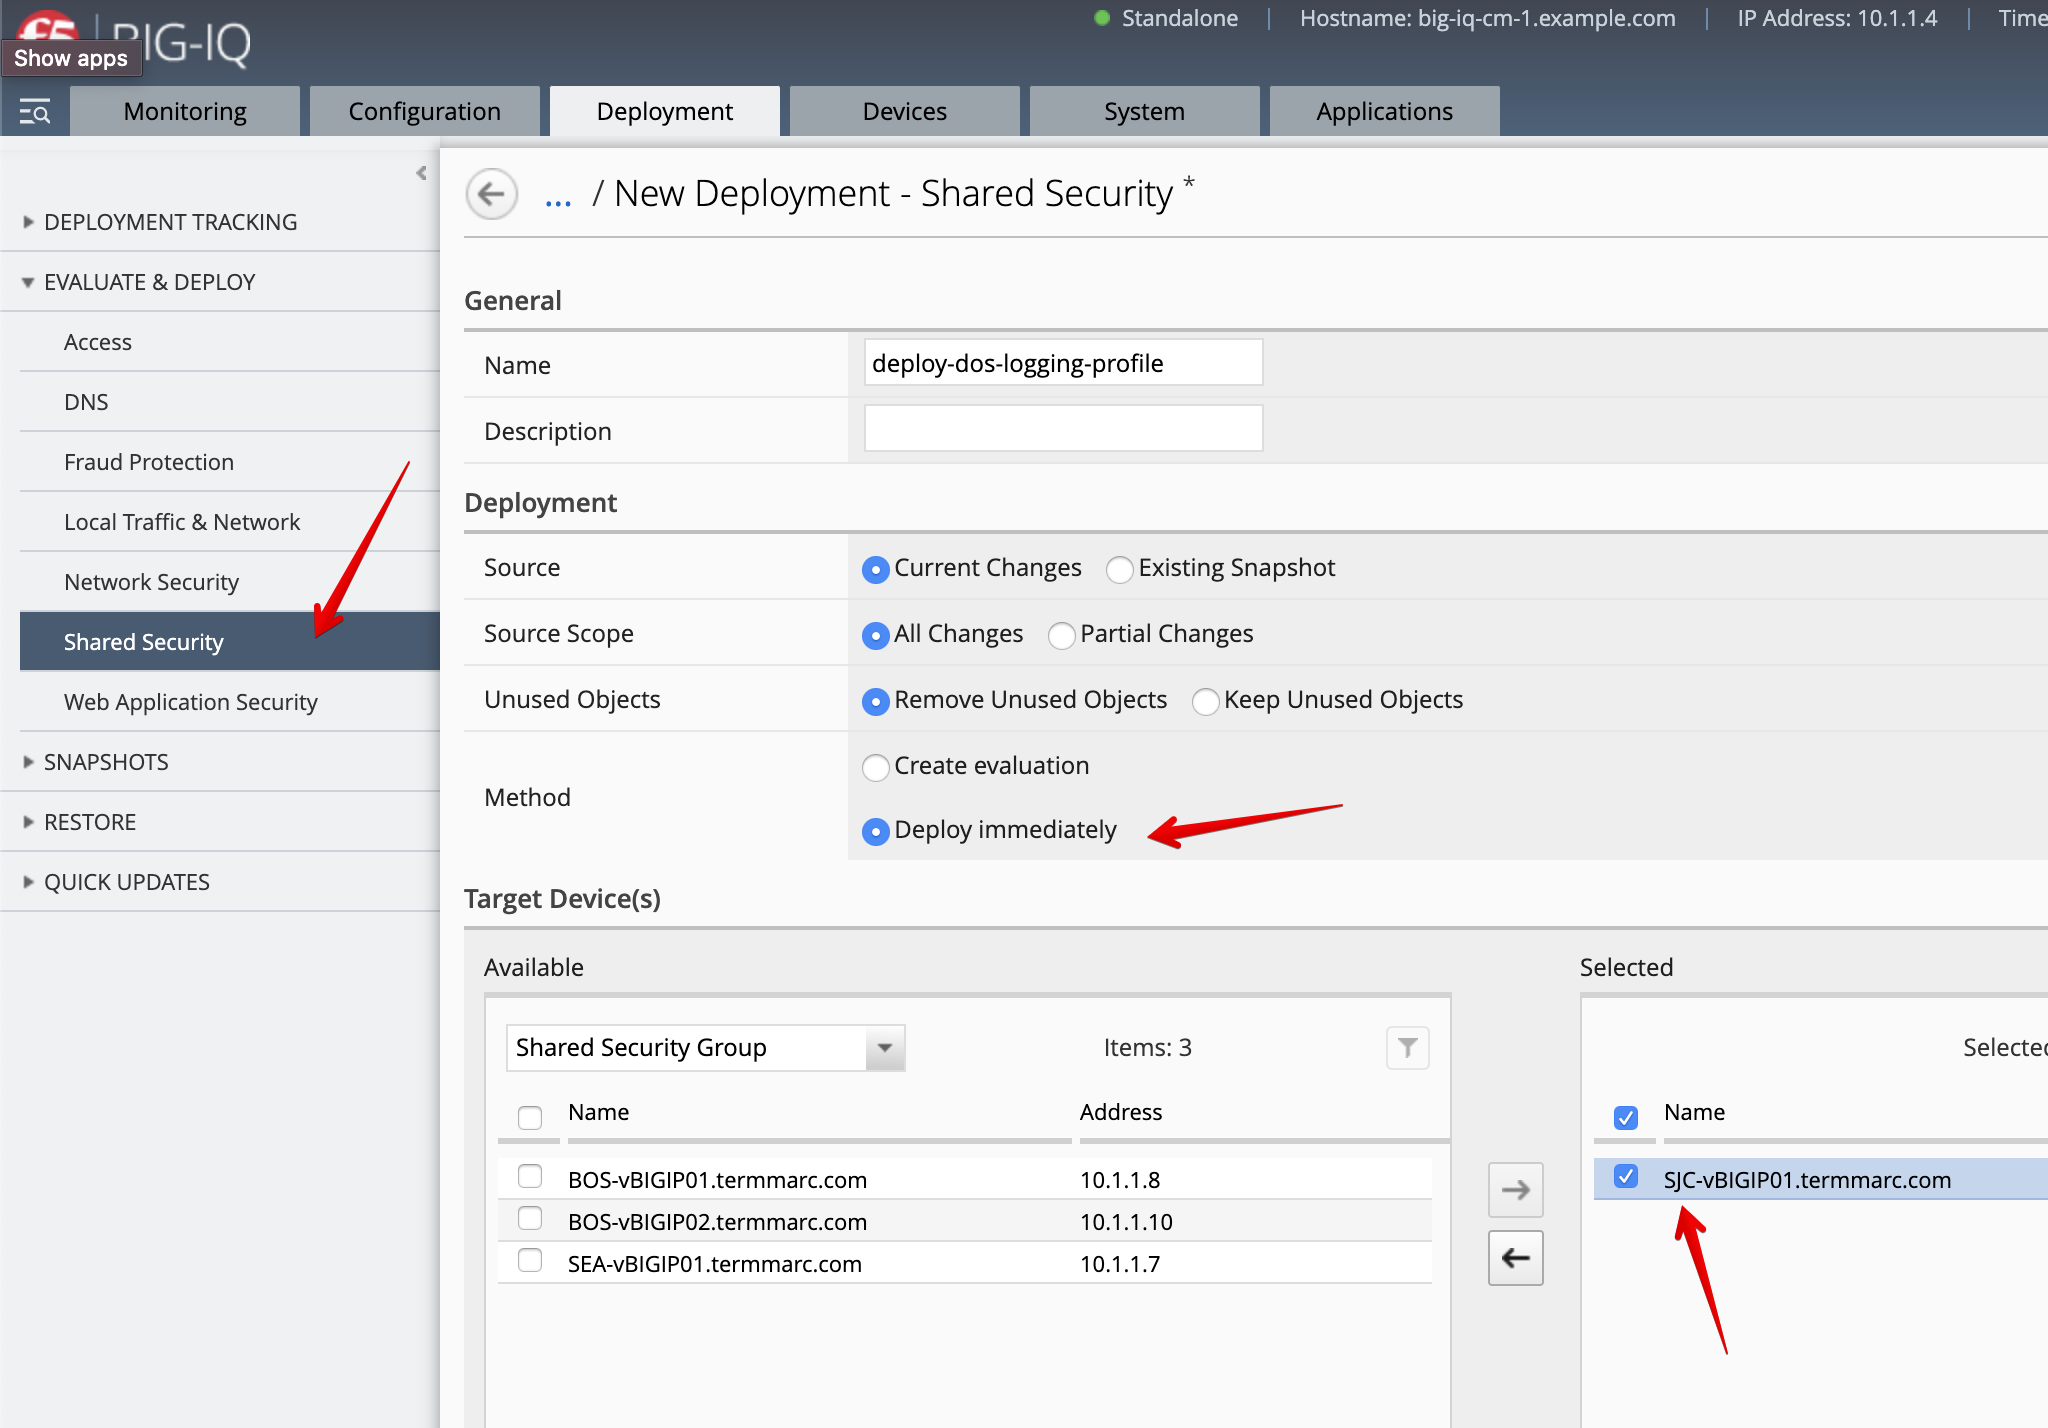 Standalone
Hostname: big-iq-cm-1.example.com
IP Address: 10.1.1.4
Time
BIG-IQ
Show apps
Monitoring
Configuration
Deployment
Devices
System
Applications
DEPLOYMENT TRACKING
EVALUATE & DEPLOY
Access
DNS
Fraud Protection
Local Traffic & Network
Network Security
Shared Security
Web Application Security
SNAPSHOTS
RESTORE
QUICK UPDATES
... / New Deployment - Shared Security *
General
Name
deploy-dos-logging-profile
Description
Deployment
Source
Current Changes Existing Snapshot
Source Scope
All Changes Partial Changes
Unused Objects
Remove Unused Objects Keep Unused Objects
Method
Create evaluation
Deploy immediately
Target Device(s)
Available
Shared Security Group
Items: 3
Name Address
BOS-vBIGIP01.termmarc.com 10.1.1.8
BOS-vBIGIP02.termmarc.com 10.1.1.10
SEA-vBIGIP01.termmarc.com 10.1.1.7
Selected
Selected
Name
SJC-vBIGIP01.termmarc.com